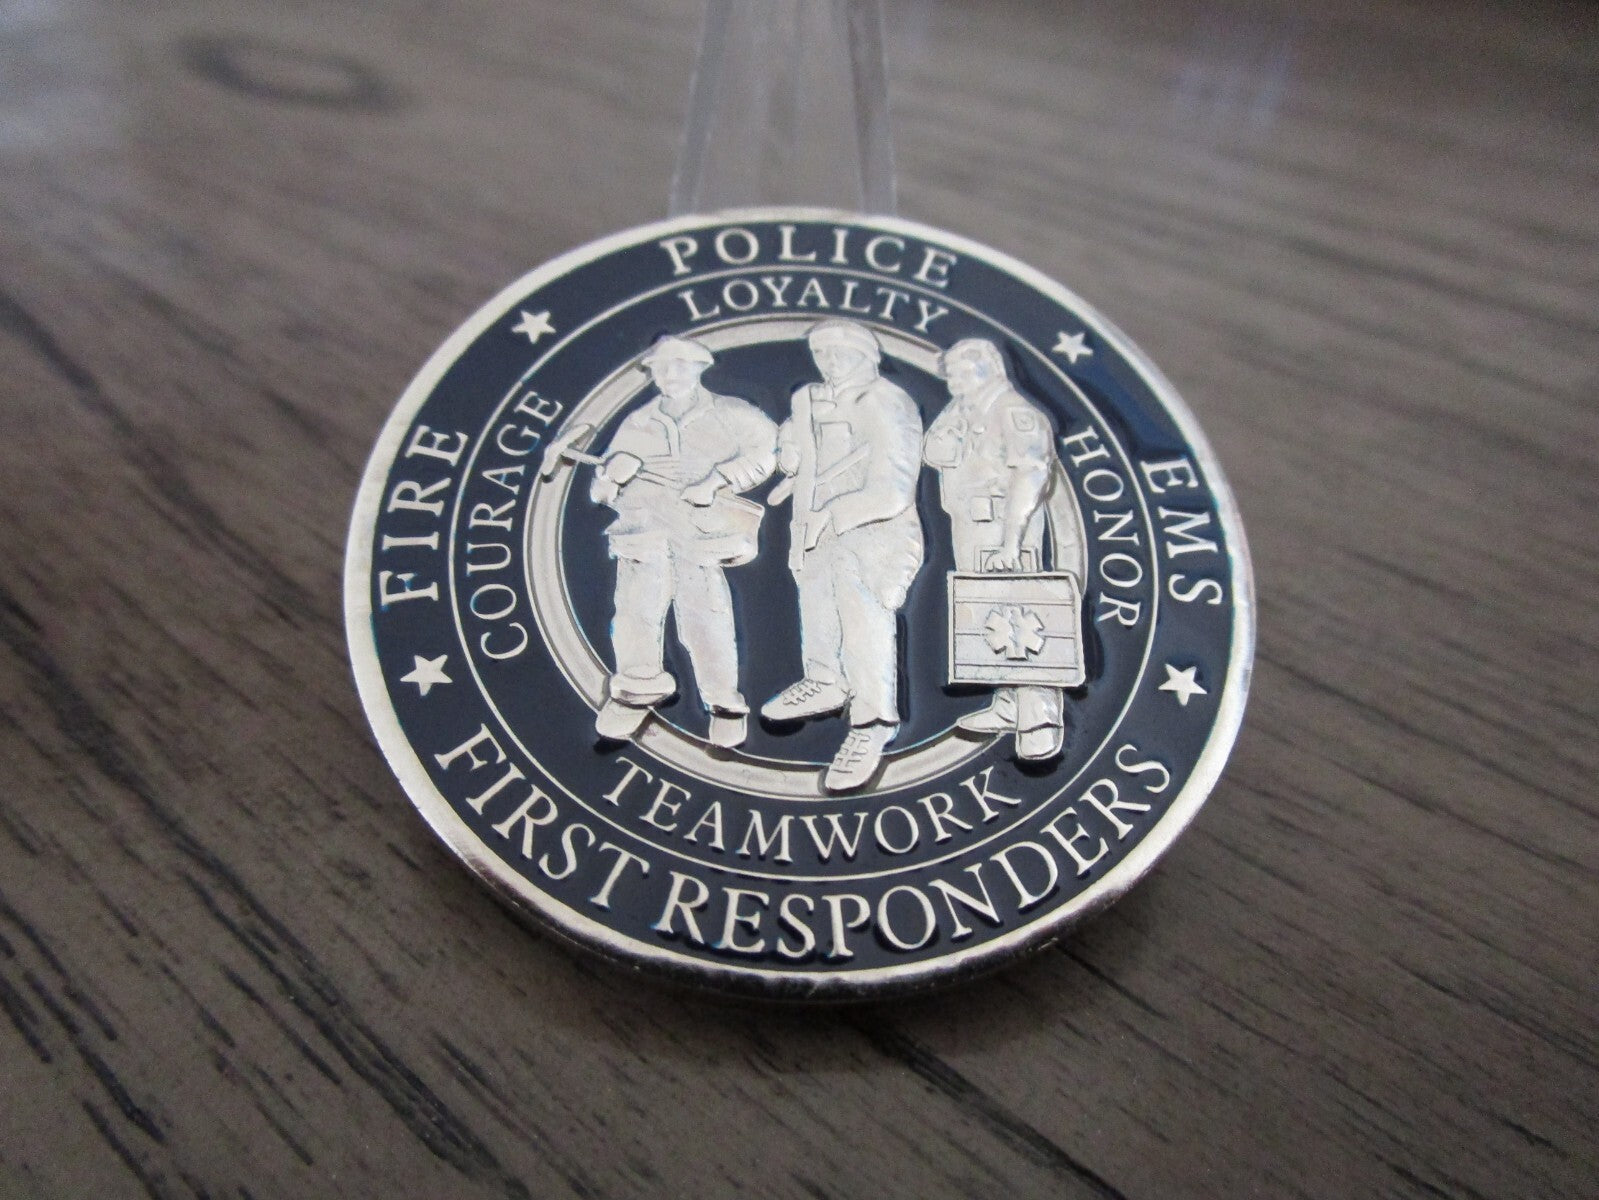 FIRE
POLICE
EMS
FIRST RESPONDERS
COURAGE
LOYALTY
HONOR
TEAMWORK